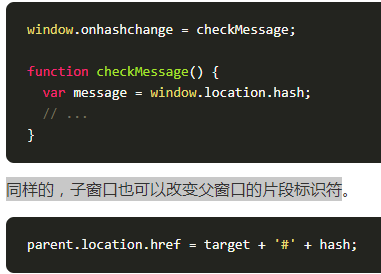 window.onhashchange = checkMessage;
function checkMessage() {
  var message = window.location.hash;
  // ...
}
同样的，子窗口也可以改变父窗口的片段标识符。
parent.location.href = target + '#' + hash;